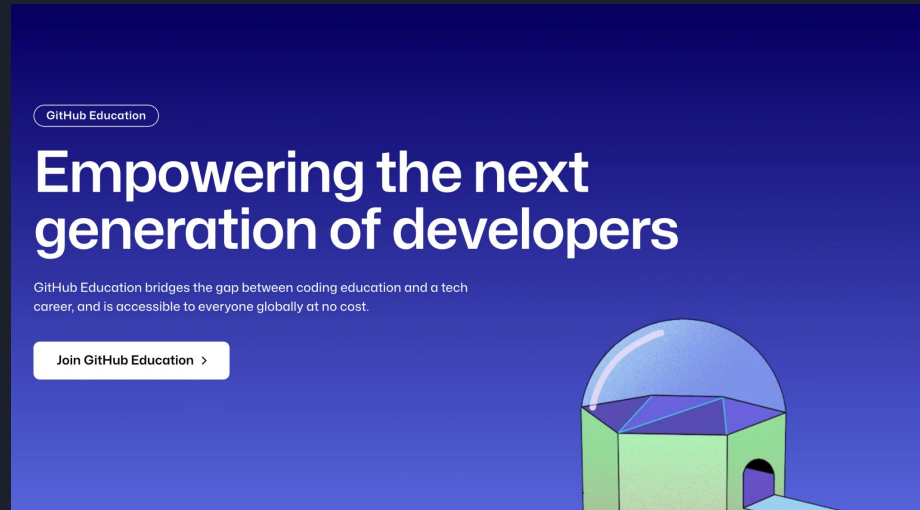 GitHub Education
Empowering the next
generation of developers
GitHub Education bridges the gap between coding education and a tech
career, and is accessible to everyone globally at no cost.
Join GitHub Education